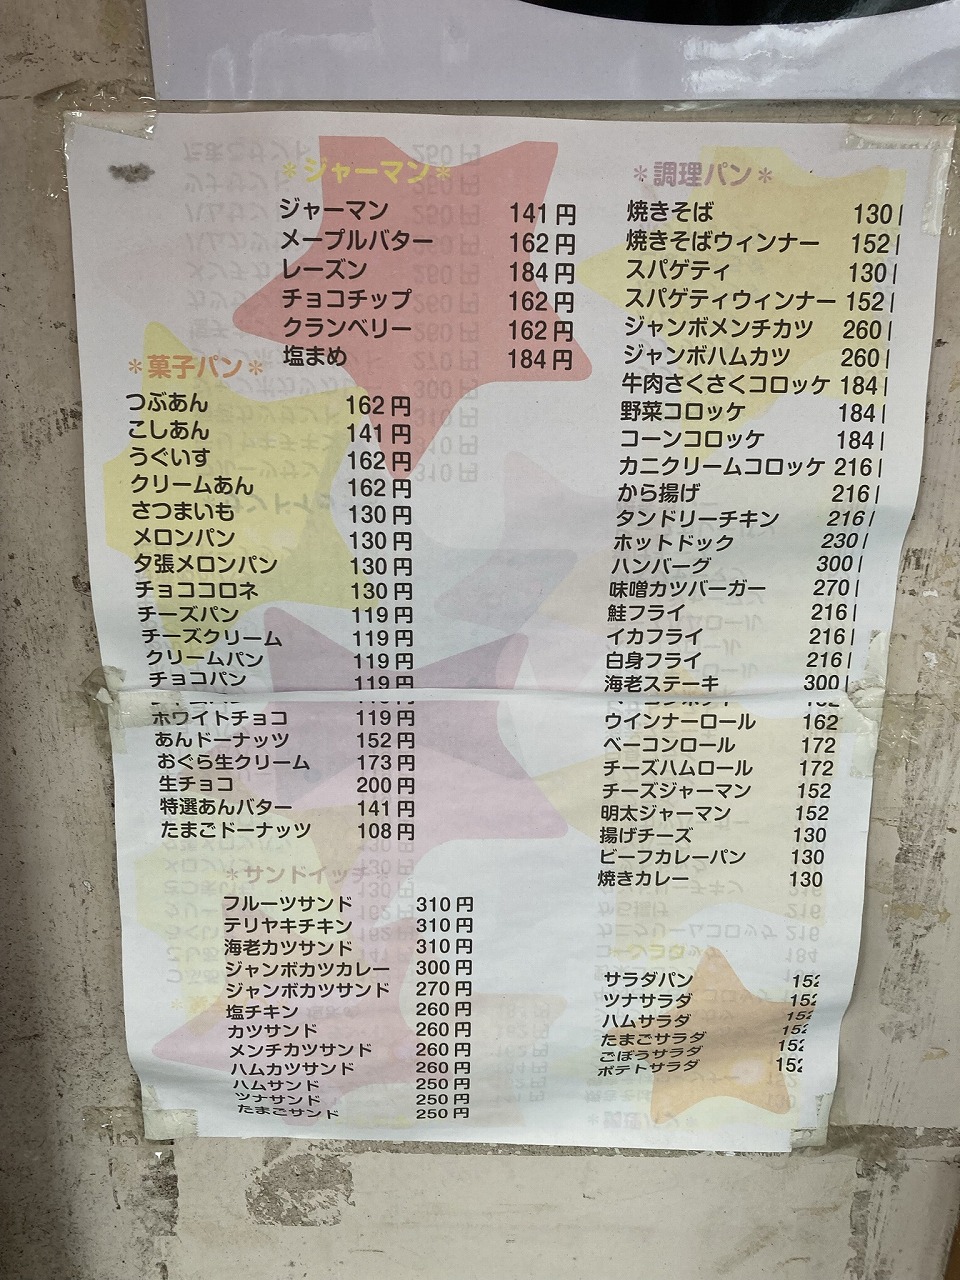 ＊ジャーマン＊
ジャーマン 141円
メープルバター 162円
レーズン 184円
チョコチップ 162円
クランベリー 162円
塩まめ 184円
＊菓子パン＊
つぶあん 162円
こしあん 141円
うぐいす 162円
クリームあん 162円
さつまいも 130円
メロンパン 130円
夕張メロンパン 130円
チョココロネ 130円
チーズパン 119円
チーズクリーム 119円
クリームパン 119円
チョコパン 119円
ホワイトチョコ 119円
あんドーナッツ 152円
おぐら生クリーム 173円
生チョコ 200円
特選あんバター 141円
たまごドーナッツ 108円
＊サンドイッチ＊
フルーツサンド 310円
テリヤキチキン 310円
海老カツサンド 310円
ジャンボカツカレー 300円
ジャンボカツサンド 270円
塩チキン 260円
カツサンド 260円
メンチカツサンド 260円
ハムカツサンド 260円
ハムサンド 250円
ツナサンド 250円
たまごサンド 250円
＊調理パン＊
焼きそば 130
焼きそばウィンナー 152
スパゲティ 130
スパゲティウィンナー 152
ジャンボメンチカツ 260
ジャンボハムカツ 260
牛肉さくさくコロッケ 184
野菜コロッケ 184
コーンコロッケ 184
カニクリームコロッケ 216
から揚げ 216
タンドリーチキン 216
ホットドック 230
ハンバーグ 300
味噌カツバーガー 270
鮭フライ 216
イカフライ 216
白身フライ 216
海老ステーキ 300
ウインナーロール 162
ベーコンロール 172
チーズハムロール 172
チーズジャーマン 152
明太ジャーマン 152
揚げチーズ 130
ビーフカレーパン 130
焼きカレー 130
サラダパン 152
ツナサラダ 152
ハムサラダ 152
たまごサラダ 152
ごぼうサラダ 152
ポテトサラダ 152